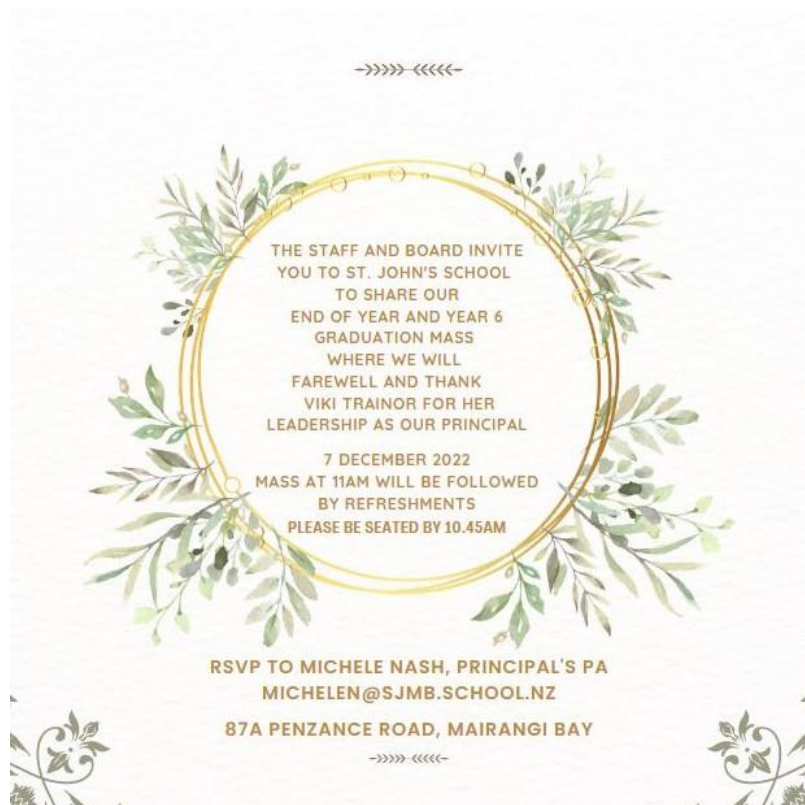 THE STAFF AND BOARD INVITE
YOU TO ST. JOHN'S SCHOOL
TO SHARE OUR
END OF YEAR AND YEAR 6
GRADUATION MASS
WHERE WE WILL
FAREWELL AND THANK
VIKI TRAINOR FOR HER
LEADERSHIP AS OUR PRINCIPAL
7 DECEMBER 2022
MASS AT 11AM WILL BE FOLLOWED
BY REFRESHMENTS
PLEASE BE SEATED BY 10.45AM
RSVP TO MICHELE NASH, PRINCIPAL'S PA
MICHELEN@SJMB.SCHOOL.NZ
87A PENZANCE ROAD, MAIRANGI BAY